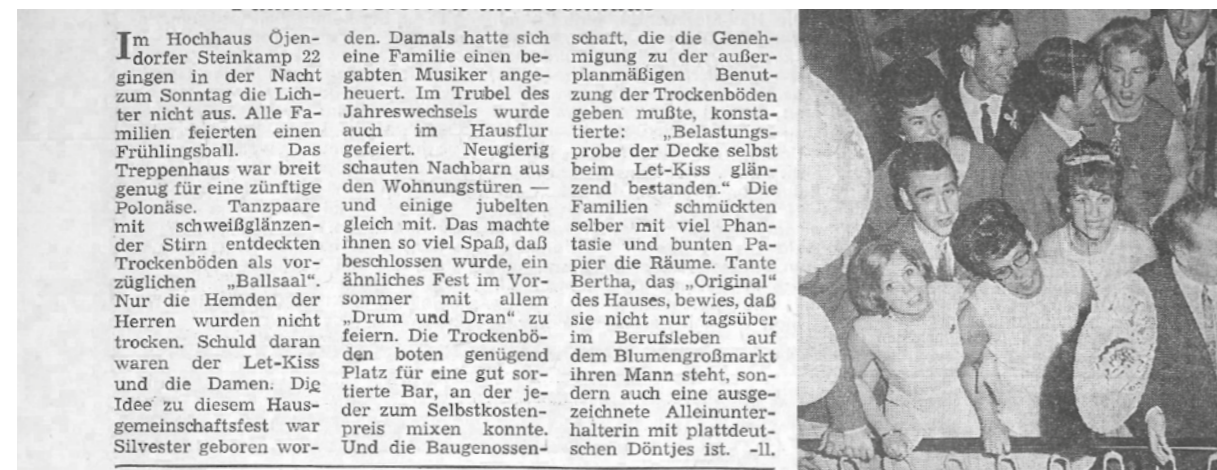 Im Hochhaus Öjen-
dorfer Steinkamp 22
gingen in der Nacht
zum Sonntag die Lich-
ter nicht aus. Alle Fa-
milien feierten einen
Frühlingsball. Das
Treppenhaus war breit
genug für eine zünftige
Polonäse. Tanzpaare
mit schweißglänzen-
der Stirn entdeckten
Trockenböden als vor-
züglichen „Ballsaal“.
Nur die Hemden der
Herren wurden nicht
trocken. Schuld daran
waren der Let-Kiss
und die Damen. Die
Idee zu diesem Haus-
gemeinschaftsfest war
Silvester geboren wor-
den. Damals hatte sich
eine Familie einen be-
gabten Musiker ange-
heuert. Im Trubel des
Jahreswechsels wurde
auch im Hausflur
gefeiert. Neugierig
schauten Nachbarn aus
den Wohnungstüren —
und einige jubelten
gleich mit. Das machte
ihnen so viel Spaß, daß
beschlossen wurde, ein
ähnliches Fest im Vor-
sommer mit allem
„Drum und Dran“ zu
feiern. Die Trockenbö-
den boten genügend
Platz für eine gut sor-
tierte Bar, an der je-
der zum Selbstkosten-
preis mixen konnte.
Und die Baugenossen-
schaft, die die Geneh-
migung zu der außer-
planmäßigen Benut-
zung der Trockenböden
geben mußte, konsta-
tierte: „Belastungs-
probe der Decke selbst
beim Let-Kiss glän-
zend bestanden.“ Die
Familien schmückten
selber mit viel Phan-
tasie und bunten Pa-
pier die Räume. Tante
Bertha, das „Original“
des Hauses, bewies, daß
sie nicht nur tagsüber
im Berufsleben auf
dem Blumengroßmarkt
ihren Mann steht, son-
dern auch eine ausge-
zeichnete Alleinunter-
halterin mit plattdeut-
schen Döntjes ist. -ll.